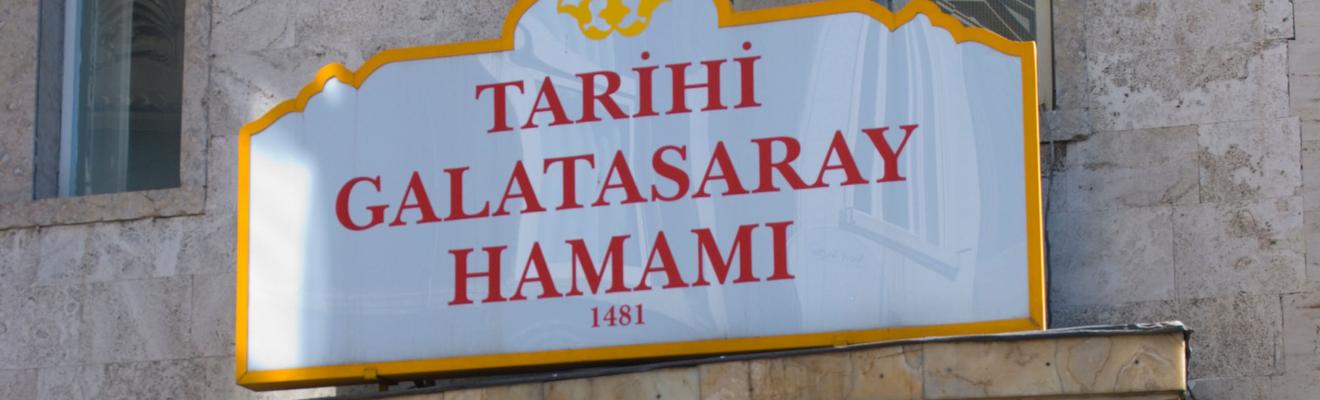 TARİHİ
GALATASARAY
HAMAMI
1481